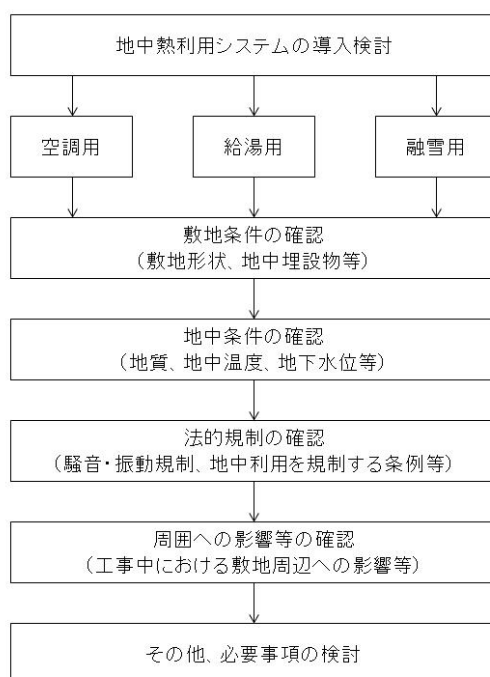 地中熱利用システムの導入検討
空調用
給湯用
融雪用
敷地条件の確認
（敷地形状、地中埋設物等）
地中条件の確認
（地質、地中温度、地下水位等）
法的規制の確認
（騒音・振動規制、地中利用を規制する条例等）
周囲への影響等の確認
（工事中における敷地周辺への影響等）
その他、必要事項の検討